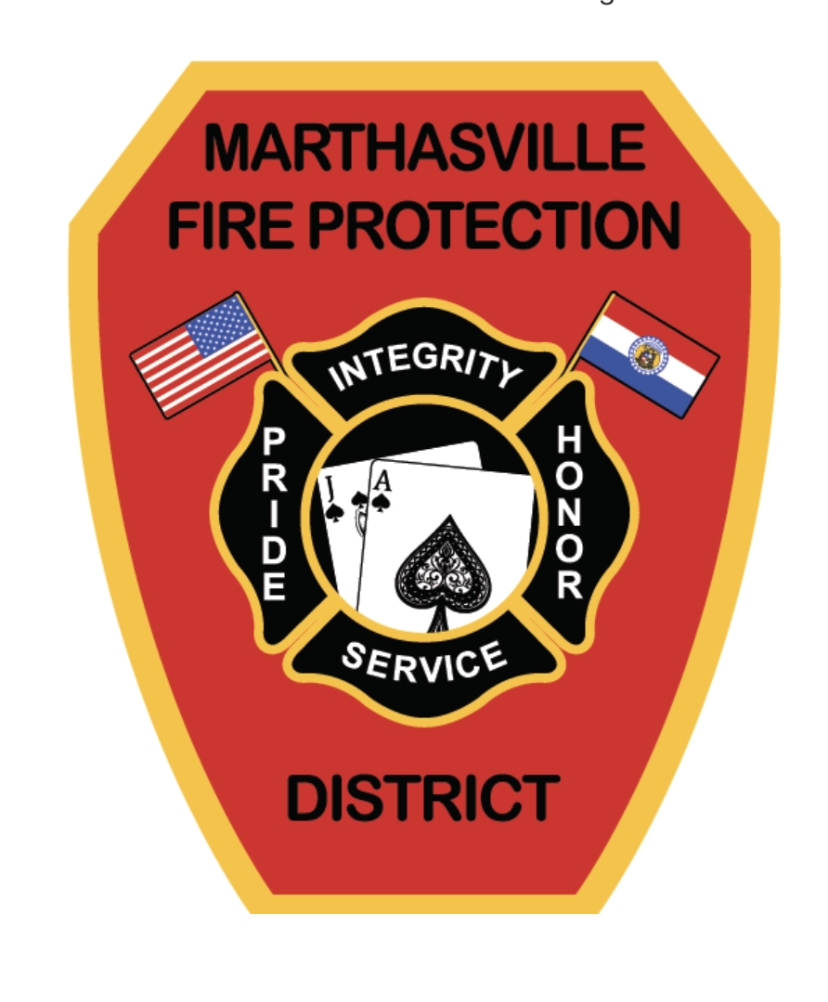 MARTHASVILLE
FIRE PROTECTION
INTEGRITY
PRIDE
HONOR
J
A
SERVICE
DISTRICT